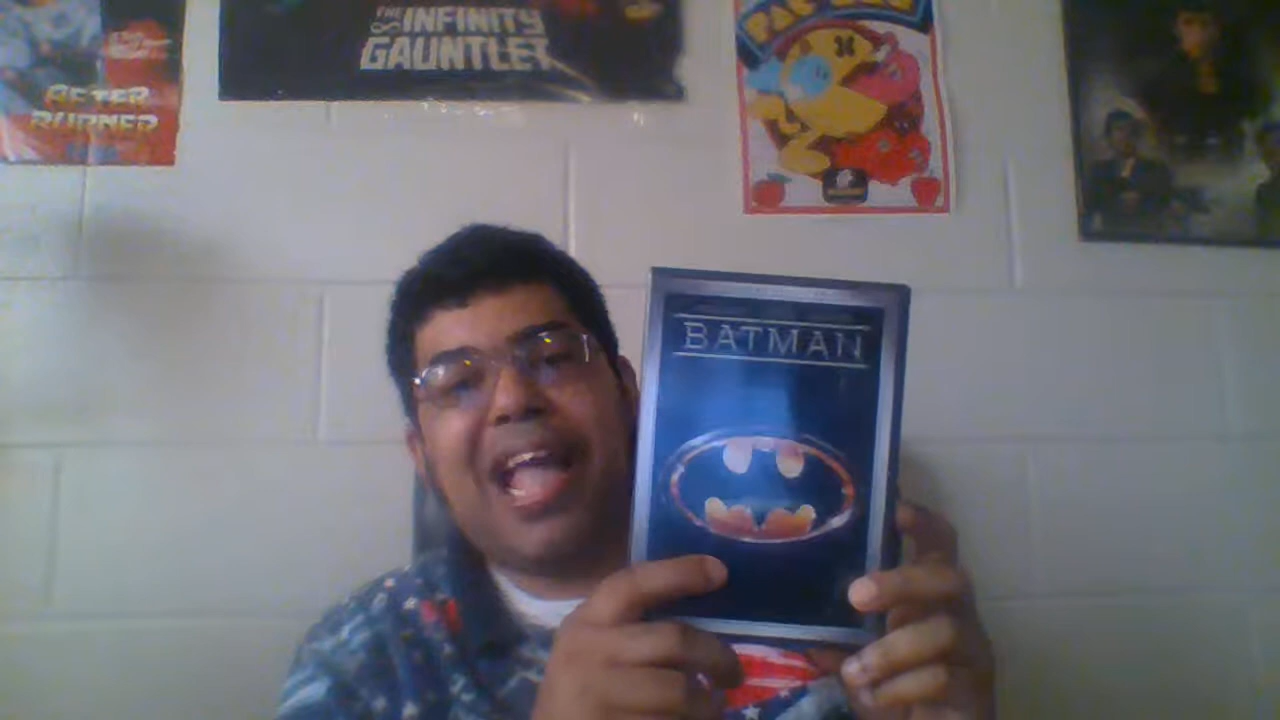 AFTER
BURNER
THE
INFINITY
GAUNTLET
BATMAN